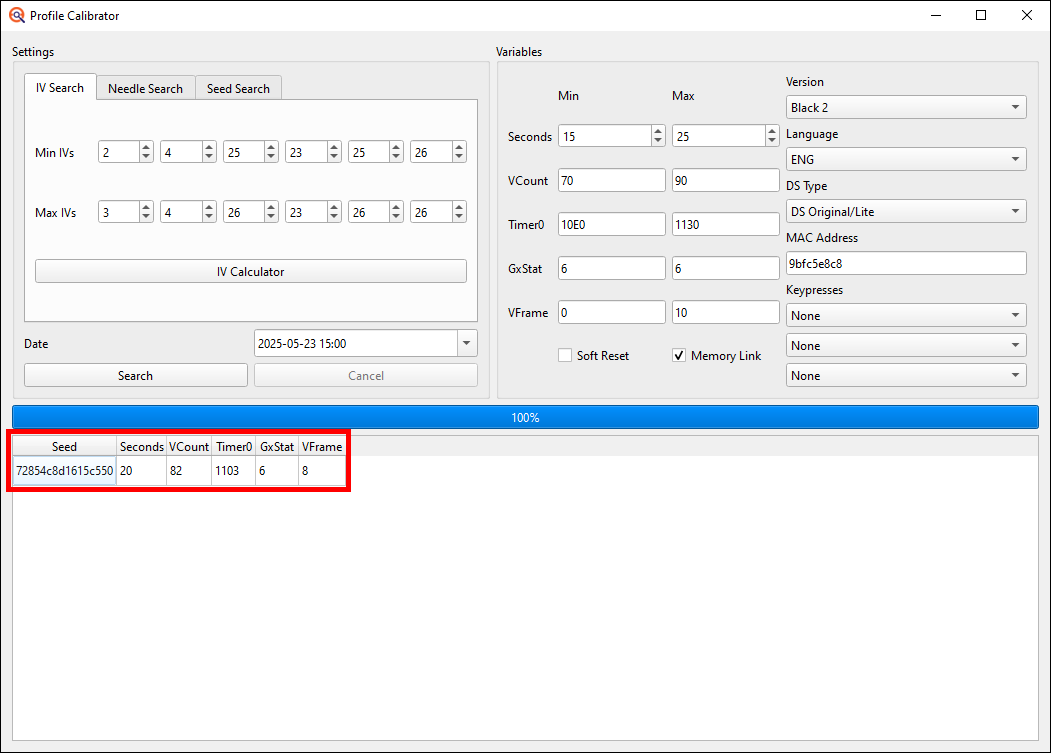 Profile Calibrator
Settings
IV Search Needle Search Seed Search
Min IVs 2 4 25 23 25 26
Max IVs 3 4 26 23 26 26
IV Calculator
Date 2025-05-23 15:00
Search Cancel
Variables
Min Max
Seconds 15 25
VCount 70 90
Timer0 10E0 1130
GxStat 6 6
VFrame 0 10
Soft Reset Memory Link
Version
Black 2
Language
ENG
DS Type
DS Original/Lite
MAC Address
9bfc5e8c8
Keypresses
None
None
None
100%
Seed Seconds VCount Timer0 GxStat VFrame
72854c8d1615c550 20 82 1103 6 8